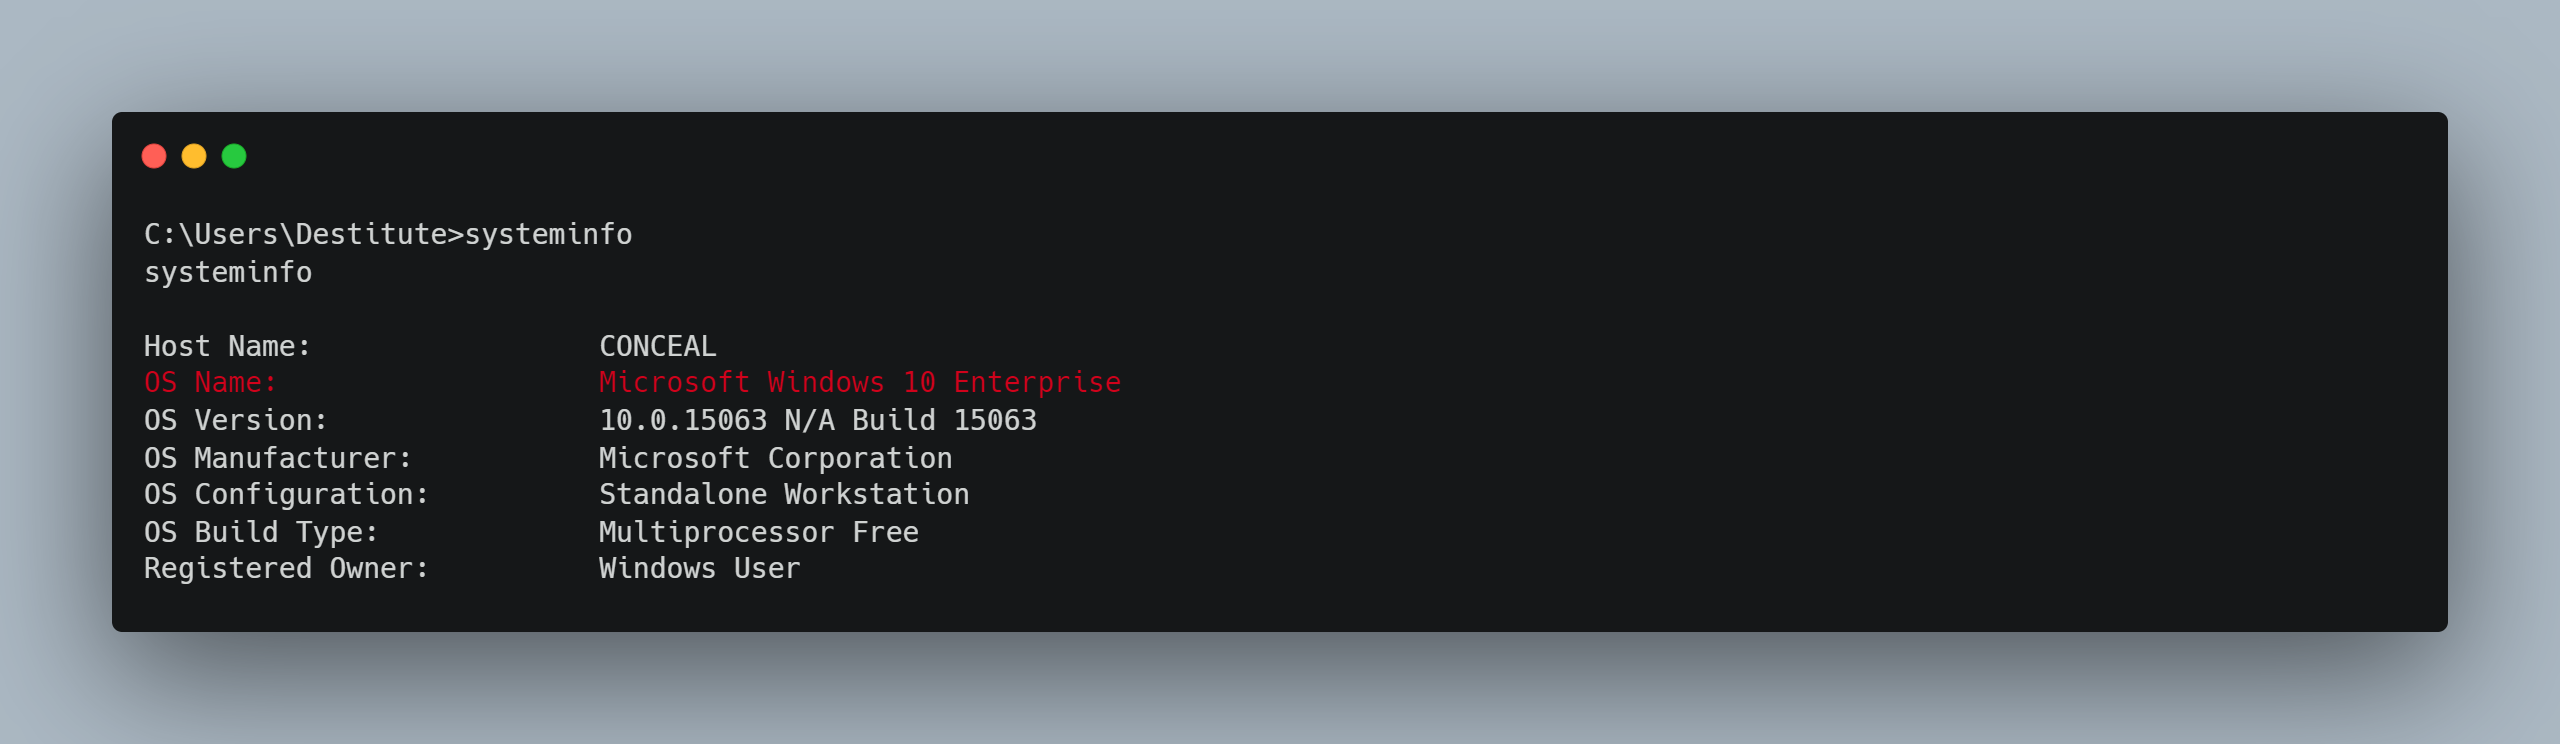 C:\Users\Destitute>systeminfo
systeminfo
Host Name: CONCEAL
OS Name: Microsoft Windows 10 Enterprise
OS Version: 10.0.15063 N/A Build 15063
OS Manufacturer: Microsoft Corporation
OS Configuration: Standalone Workstation
OS Build Type: Multiprocessor Free
Registered Owner: Windows User